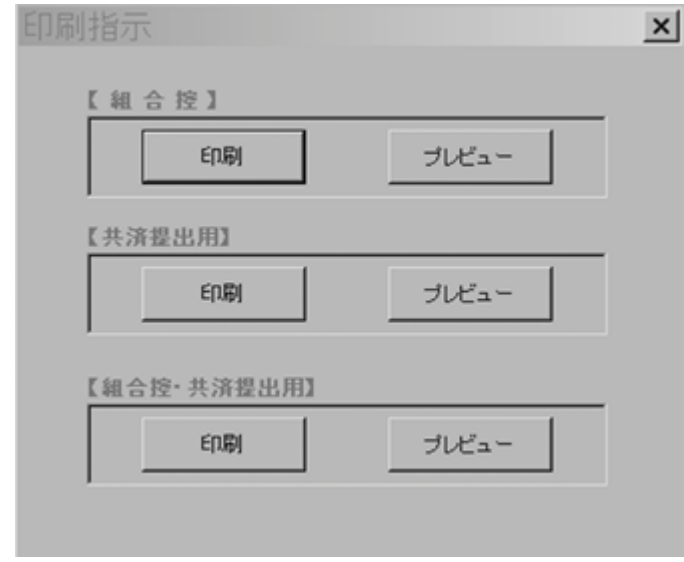 印刷指示
【組合控】
印刷 プレビュー
【共済提出用】
印刷 プレビュー
【組合控・共済提出用】
印刷 プレビュー